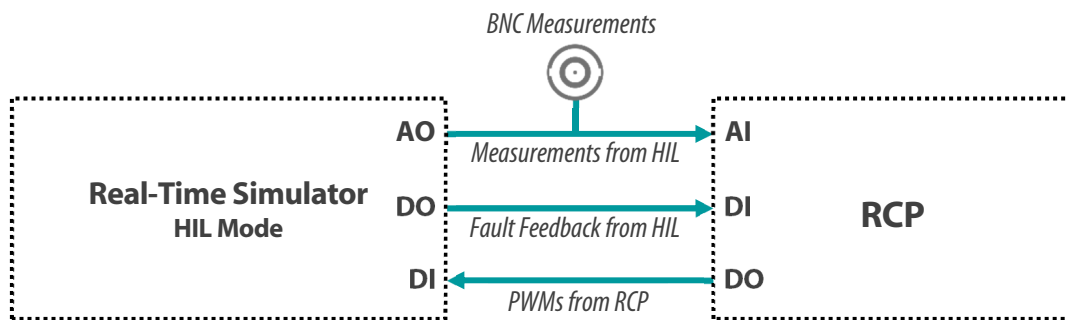 BNC Measurements
AO
AI
Measurements from HIL
Real-Time Simulator
HIL Mode
DO
DI
RCP
Fault Feedback from HIL
DI
DO
PWMs from RCP